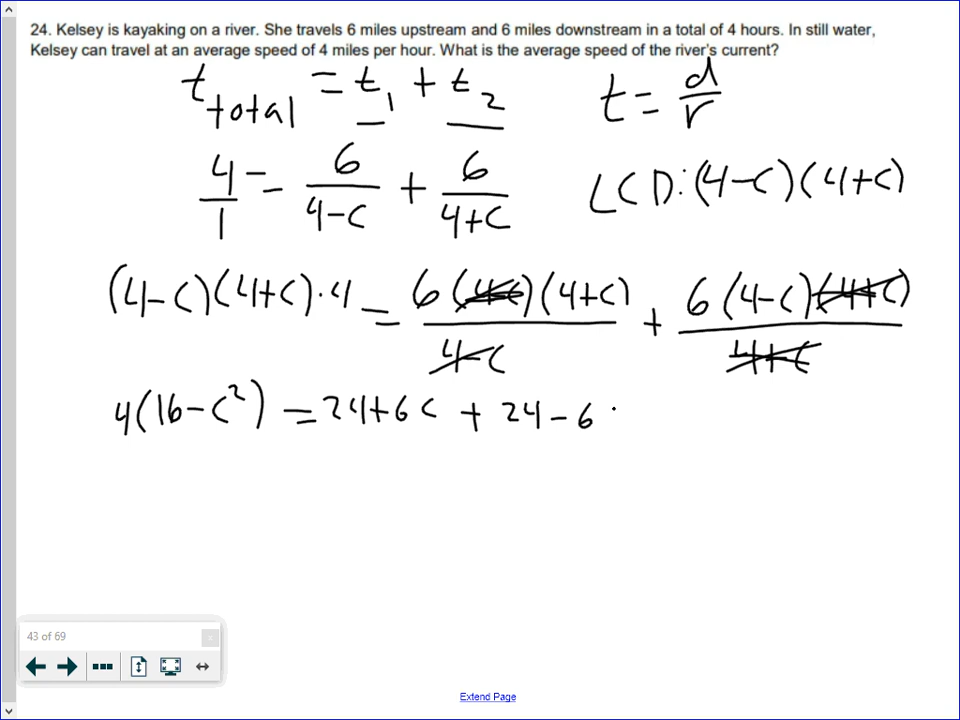 24. Kelsey is kayaking on a river. She travels 6 miles upstream and 6 miles downstream in a total of 4 hours. In still water,
Kelsey can travel at an average speed of 4 miles per hour. What is the average speed of the river's current?
t_total = t_1 + t_2    t = d/r
4/1 = 6/(4-c) + 6/(4+c)    LCD: (4-c)(4+c)
(4-c)(4+c)·4 = 6(4-c)(4+c)/(4-c) + 6(4-c)(4+c)/(4+c)
4(16-c²) = 24+6c + 24-6
43 of 69
Extend Page